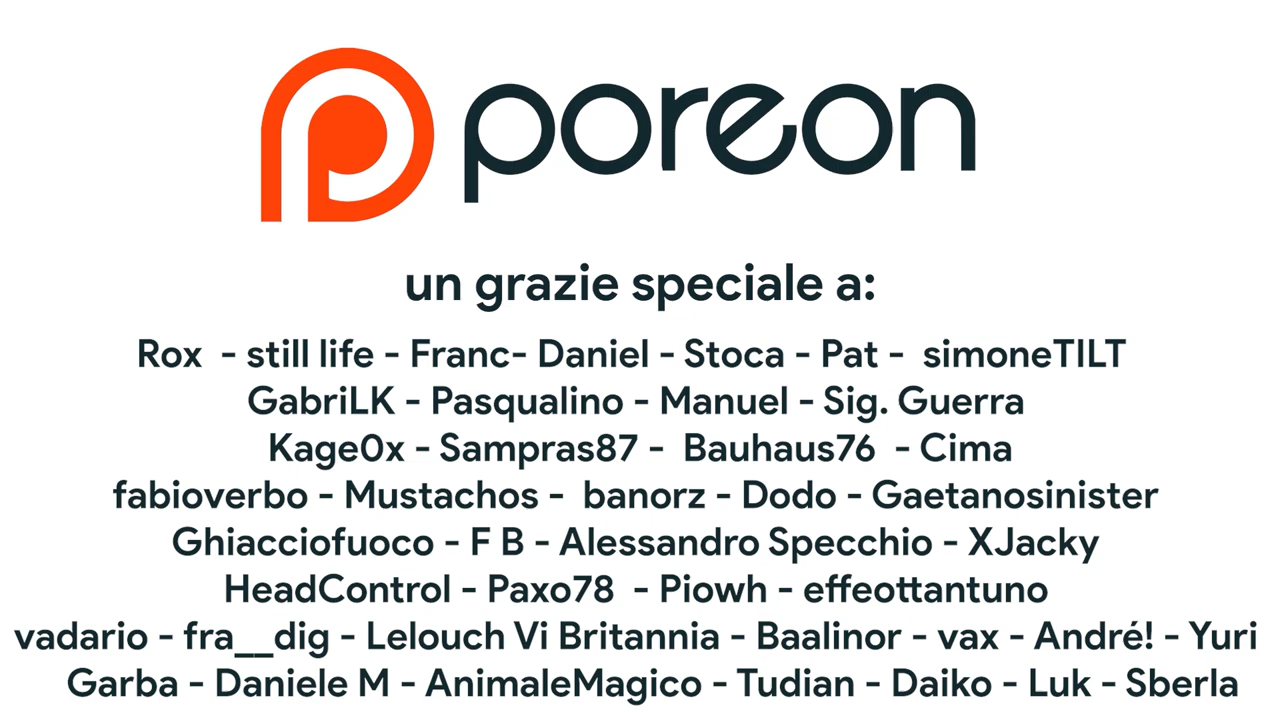 poreon
un grazie speciale a:
Rox - still life - Franc- Daniel - Stoca - Pat - simoneTILT
GabriLK - Pasqualino - Manuel - Sig. Guerra
Kage0x - Sampras87 - Bauhaus76 - Cima
fabioverbo - Mustachos - banorz - Dodo - Gaetanosinister
Ghiacciofuoco - F B - Alessandro Specchio - XJacky
HeadControl - Paxo78 - Piowh - effeottantuno
vadario - fra__dig - Lelouch Vi Britannia - Baalinor - vax - André! - Yuri
Garba - Daniele M - AnimaleMagico - Tudian - Daiko - Luk - Sberla